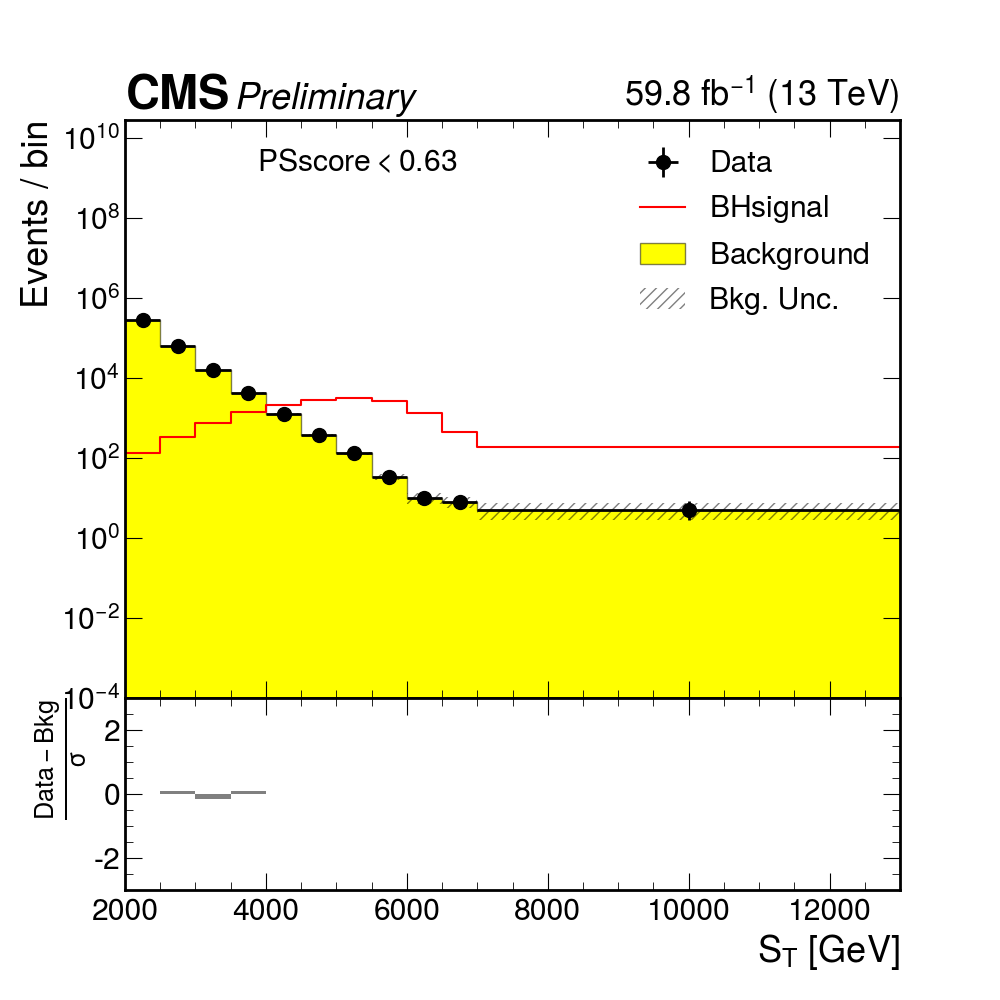 CMS Preliminary 59.8 fb⁻¹ (13 TeV)
Events / bin
PSscore < 0.63
Data
BHsignal
Background
Bkg. Unc.
10¹⁰
10⁸
10⁶
10⁴
10²
10⁰
10⁻²
10⁻⁴
Data − Bkg
σ
2
0
-2
2000 4000 6000 8000 10000 12000
S_T [GeV]